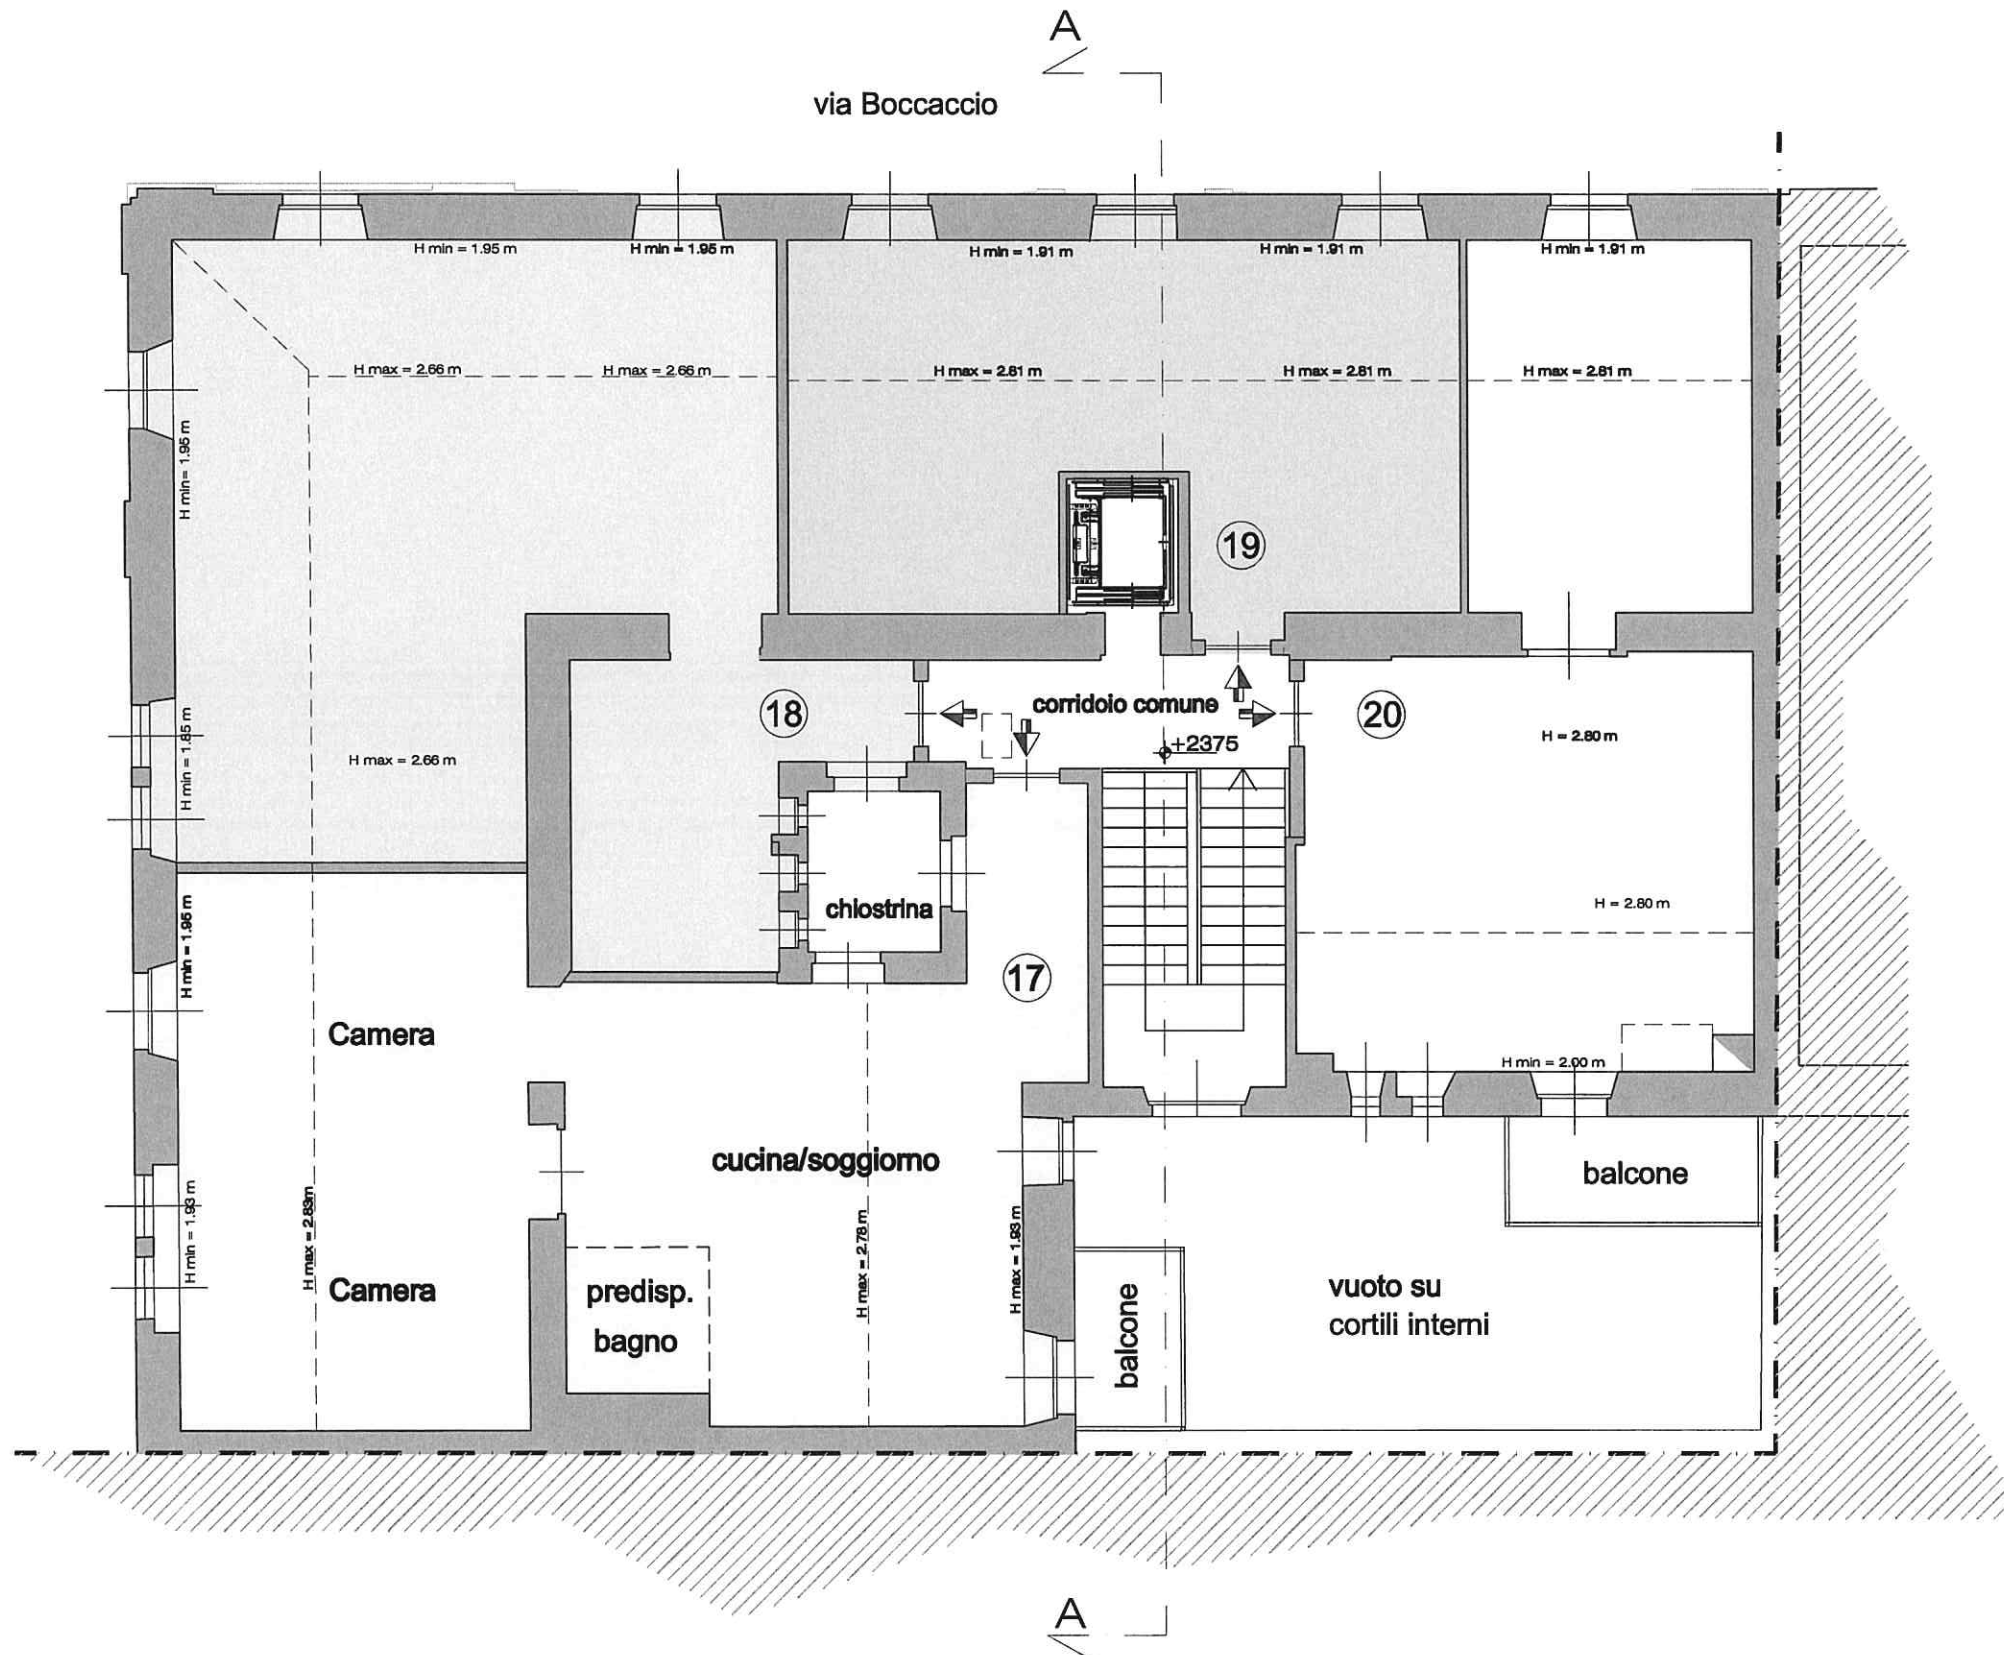 A
via Boccaccio
H min = 1.95 m
H min = 1.95 m
H min = 1.91 m
H min = 1.91 m
H min = 1.91 m
H max = 2.66 m
H max = 2.66 m
H max = 2.81 m
H max = 2.81 m
H max = 2.81 m
H min= 1.95 m
19
18
corridoio comune
20
+2375
H = 2.80 m
H min = 1.85 m
H max = 2.66 m
chiostrina
H = 2.80 m
H min = 1.95 m
17
Camera
H min = 2.00 m
cucina/soggiorno
balcone
H min = 1.93 m
H max = 2.83m
H max = 2.78 m
H max = 1.93 m
Camera
predisp.
bagno
balcone
vuoto su
cortili interni
A